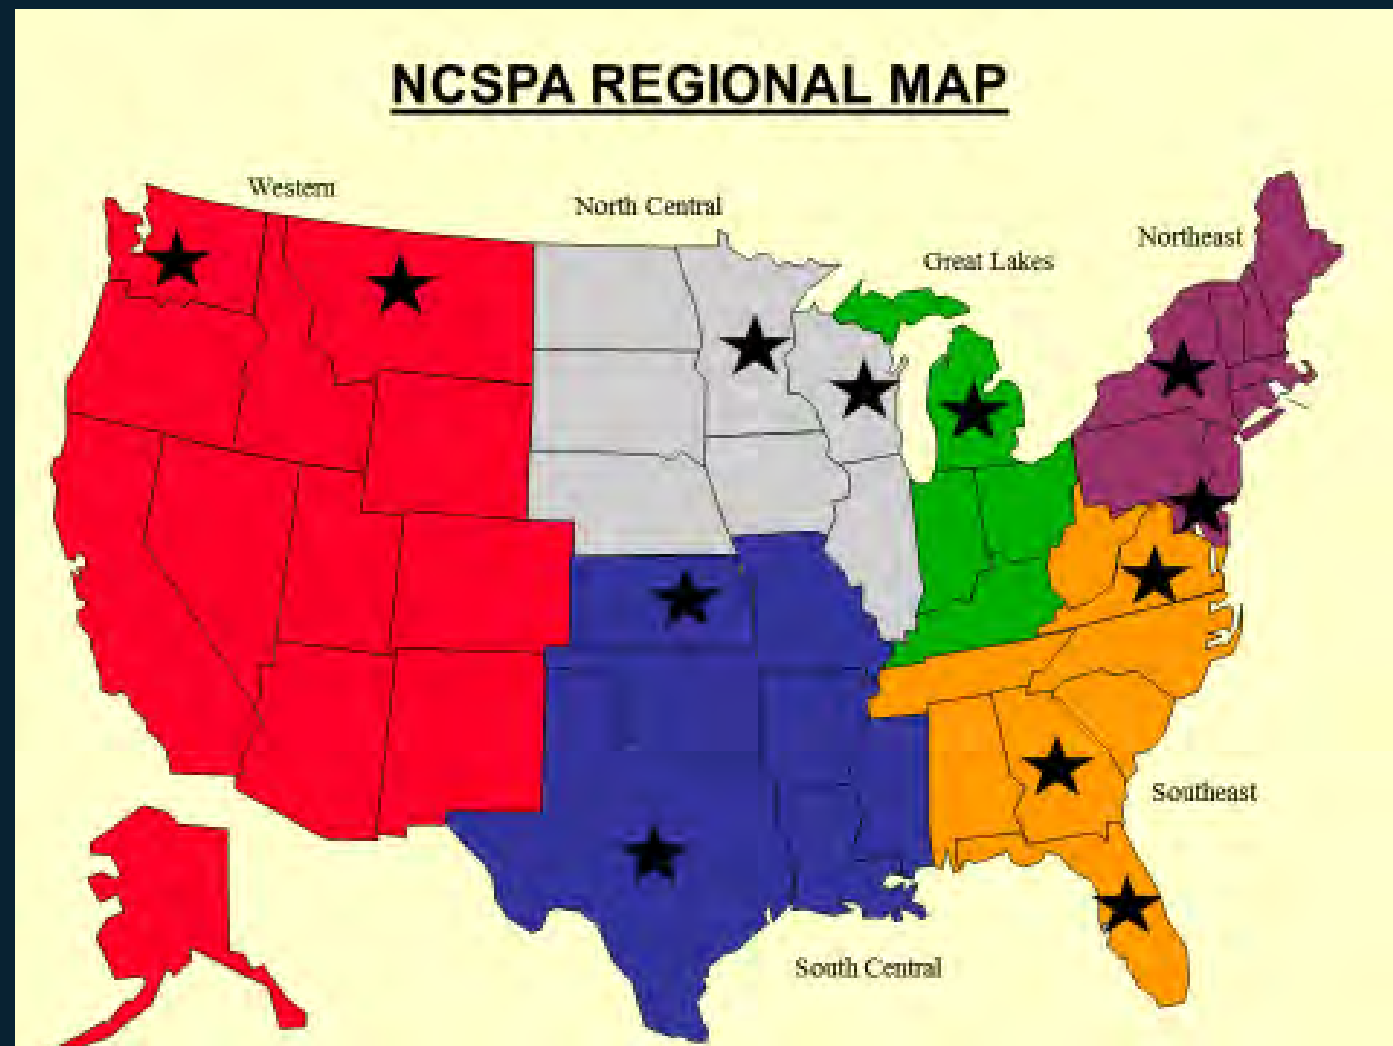 NCSPA REGIONAL MAP
Western
North Central
Northeast
Great Lakes
Southeast
South Central